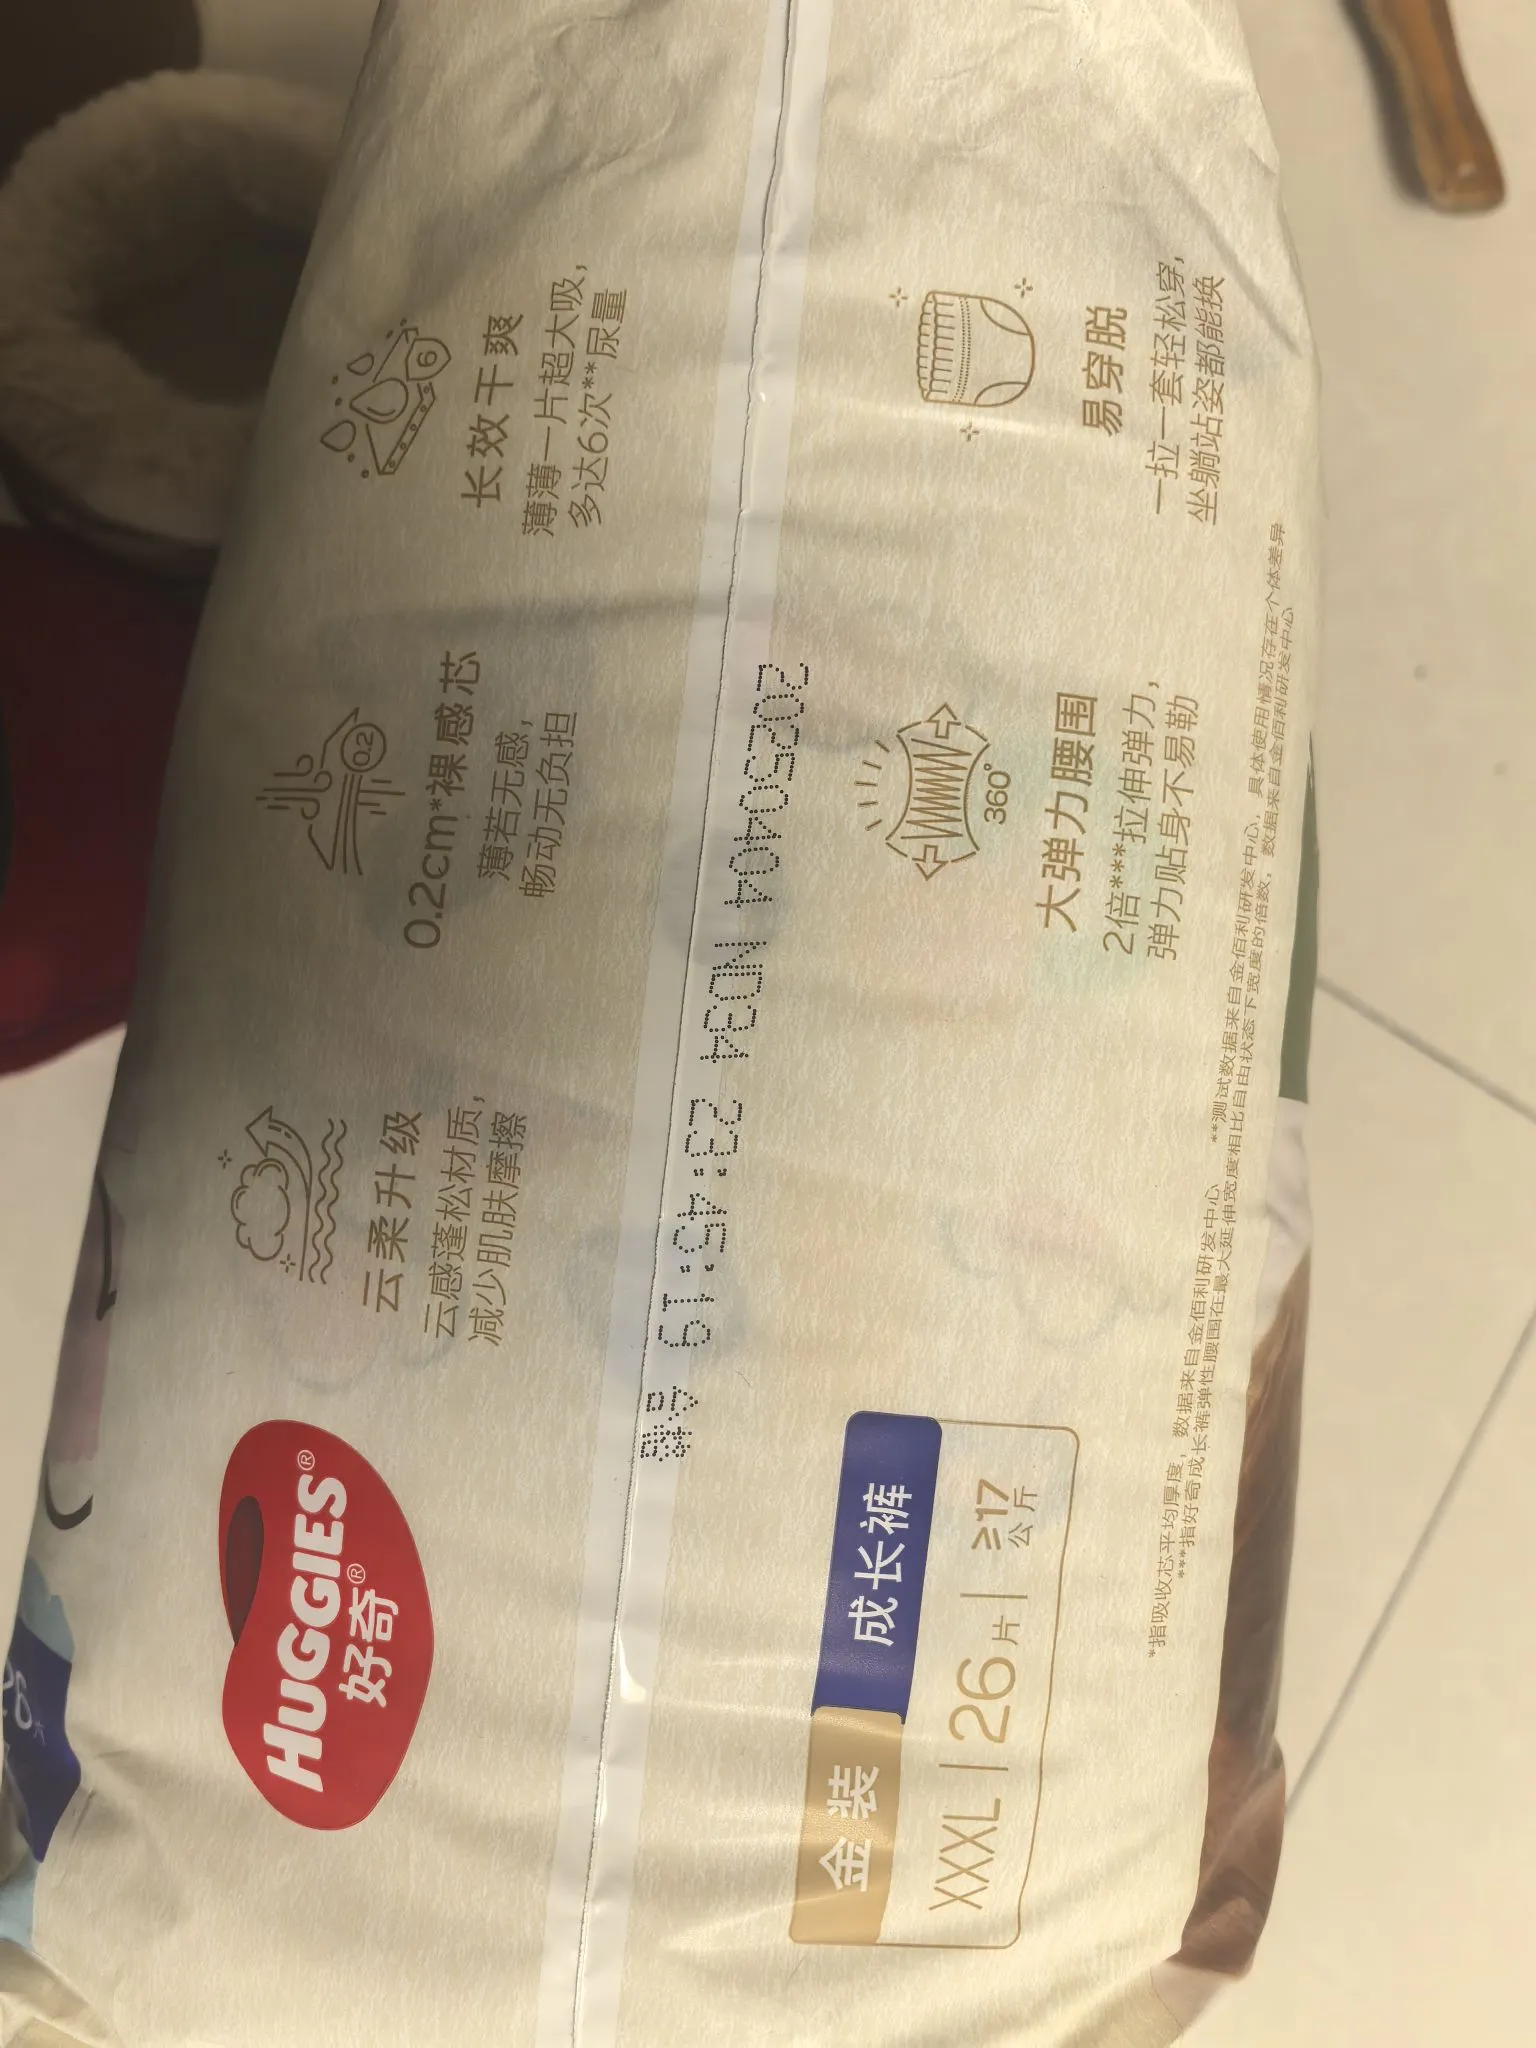 HUGGIES®
好奇®
云柔升级
云感蓬松材质,
减少肌肤摩擦
0.2
0.2cm*裸感芯
薄若无感,
畅动无负担
6
长效干爽
薄薄一片超大吸,
多达6次**尿量
20250404 23:45:19
金装 成长裤
XXXL | 26片 | ≥17公斤
360°
大弹力腰围
2倍***拉伸弹力,
弹力贴身不易勒
易穿脱
一拉一套轻松穿,
坐躺站姿都能换
*指吸收芯平均厚度, 数据来自金佰利研发中心 **测试数据来自金佰利研发中心, 具体使用情况存在个体差异
***指好奇成长裤弹性腰围在最大延伸宽度相比自由状态下宽度的倍数, 数据来自金佰利研发中心